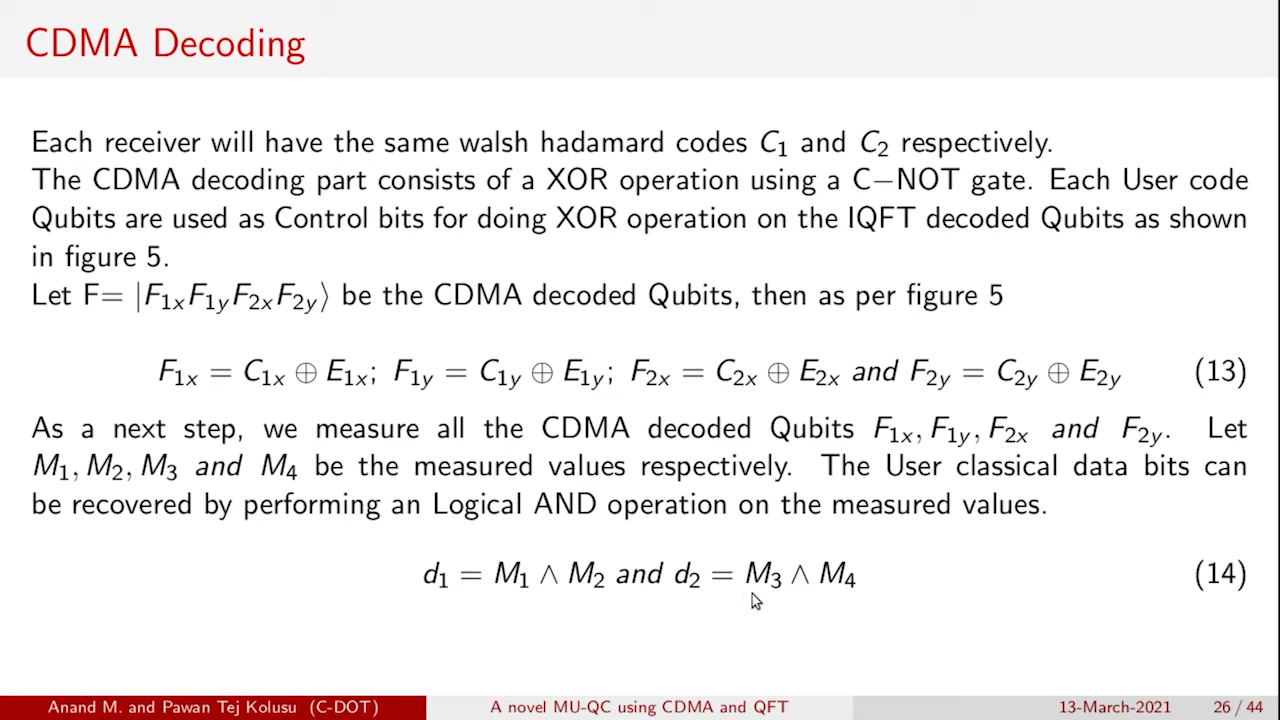 CDMA Decoding
Each receiver will have the same walsh hadamard codes C₁ and C₂ respectively.
The CDMA decoding part consists of a XOR operation using a C−NOT gate. Each User code
Qubits are used as Control bits for doing XOR operation on the IQFT decoded Qubits as shown
in figure 5.
Let F= |F₁ₓF₁ᵧF₂ₓF₂ᵧ⟩ be the CDMA decoded Qubits, then as per figure 5
F₁ₓ = C₁ₓ ⊕ E₁ₓ; F₁ᵧ = C₁ᵧ ⊕ E₁ᵧ; F₂ₓ = C₂ₓ ⊕ E₂ₓ and F₂ᵧ = C₂ᵧ ⊕ E₂ᵧ (13)
As a next step, we measure all the CDMA decoded Qubits F₁ₓ, F₁ᵧ, F₂ₓ and F₂ᵧ. Let
M₁, M₂, M₃ and M₄ be the measured values respectively. The User classical data bits can
be recovered by performing an Logical AND operation on the measured values.
d₁ = M₁ ∧ M₂ and d₂ = M₃ ∧ M₄ (14)
Anand M. and Pawan Tej Kolusu (C-DOT) A novel MU-QC using CDMA and QFT 13-March-2021 26 / 44